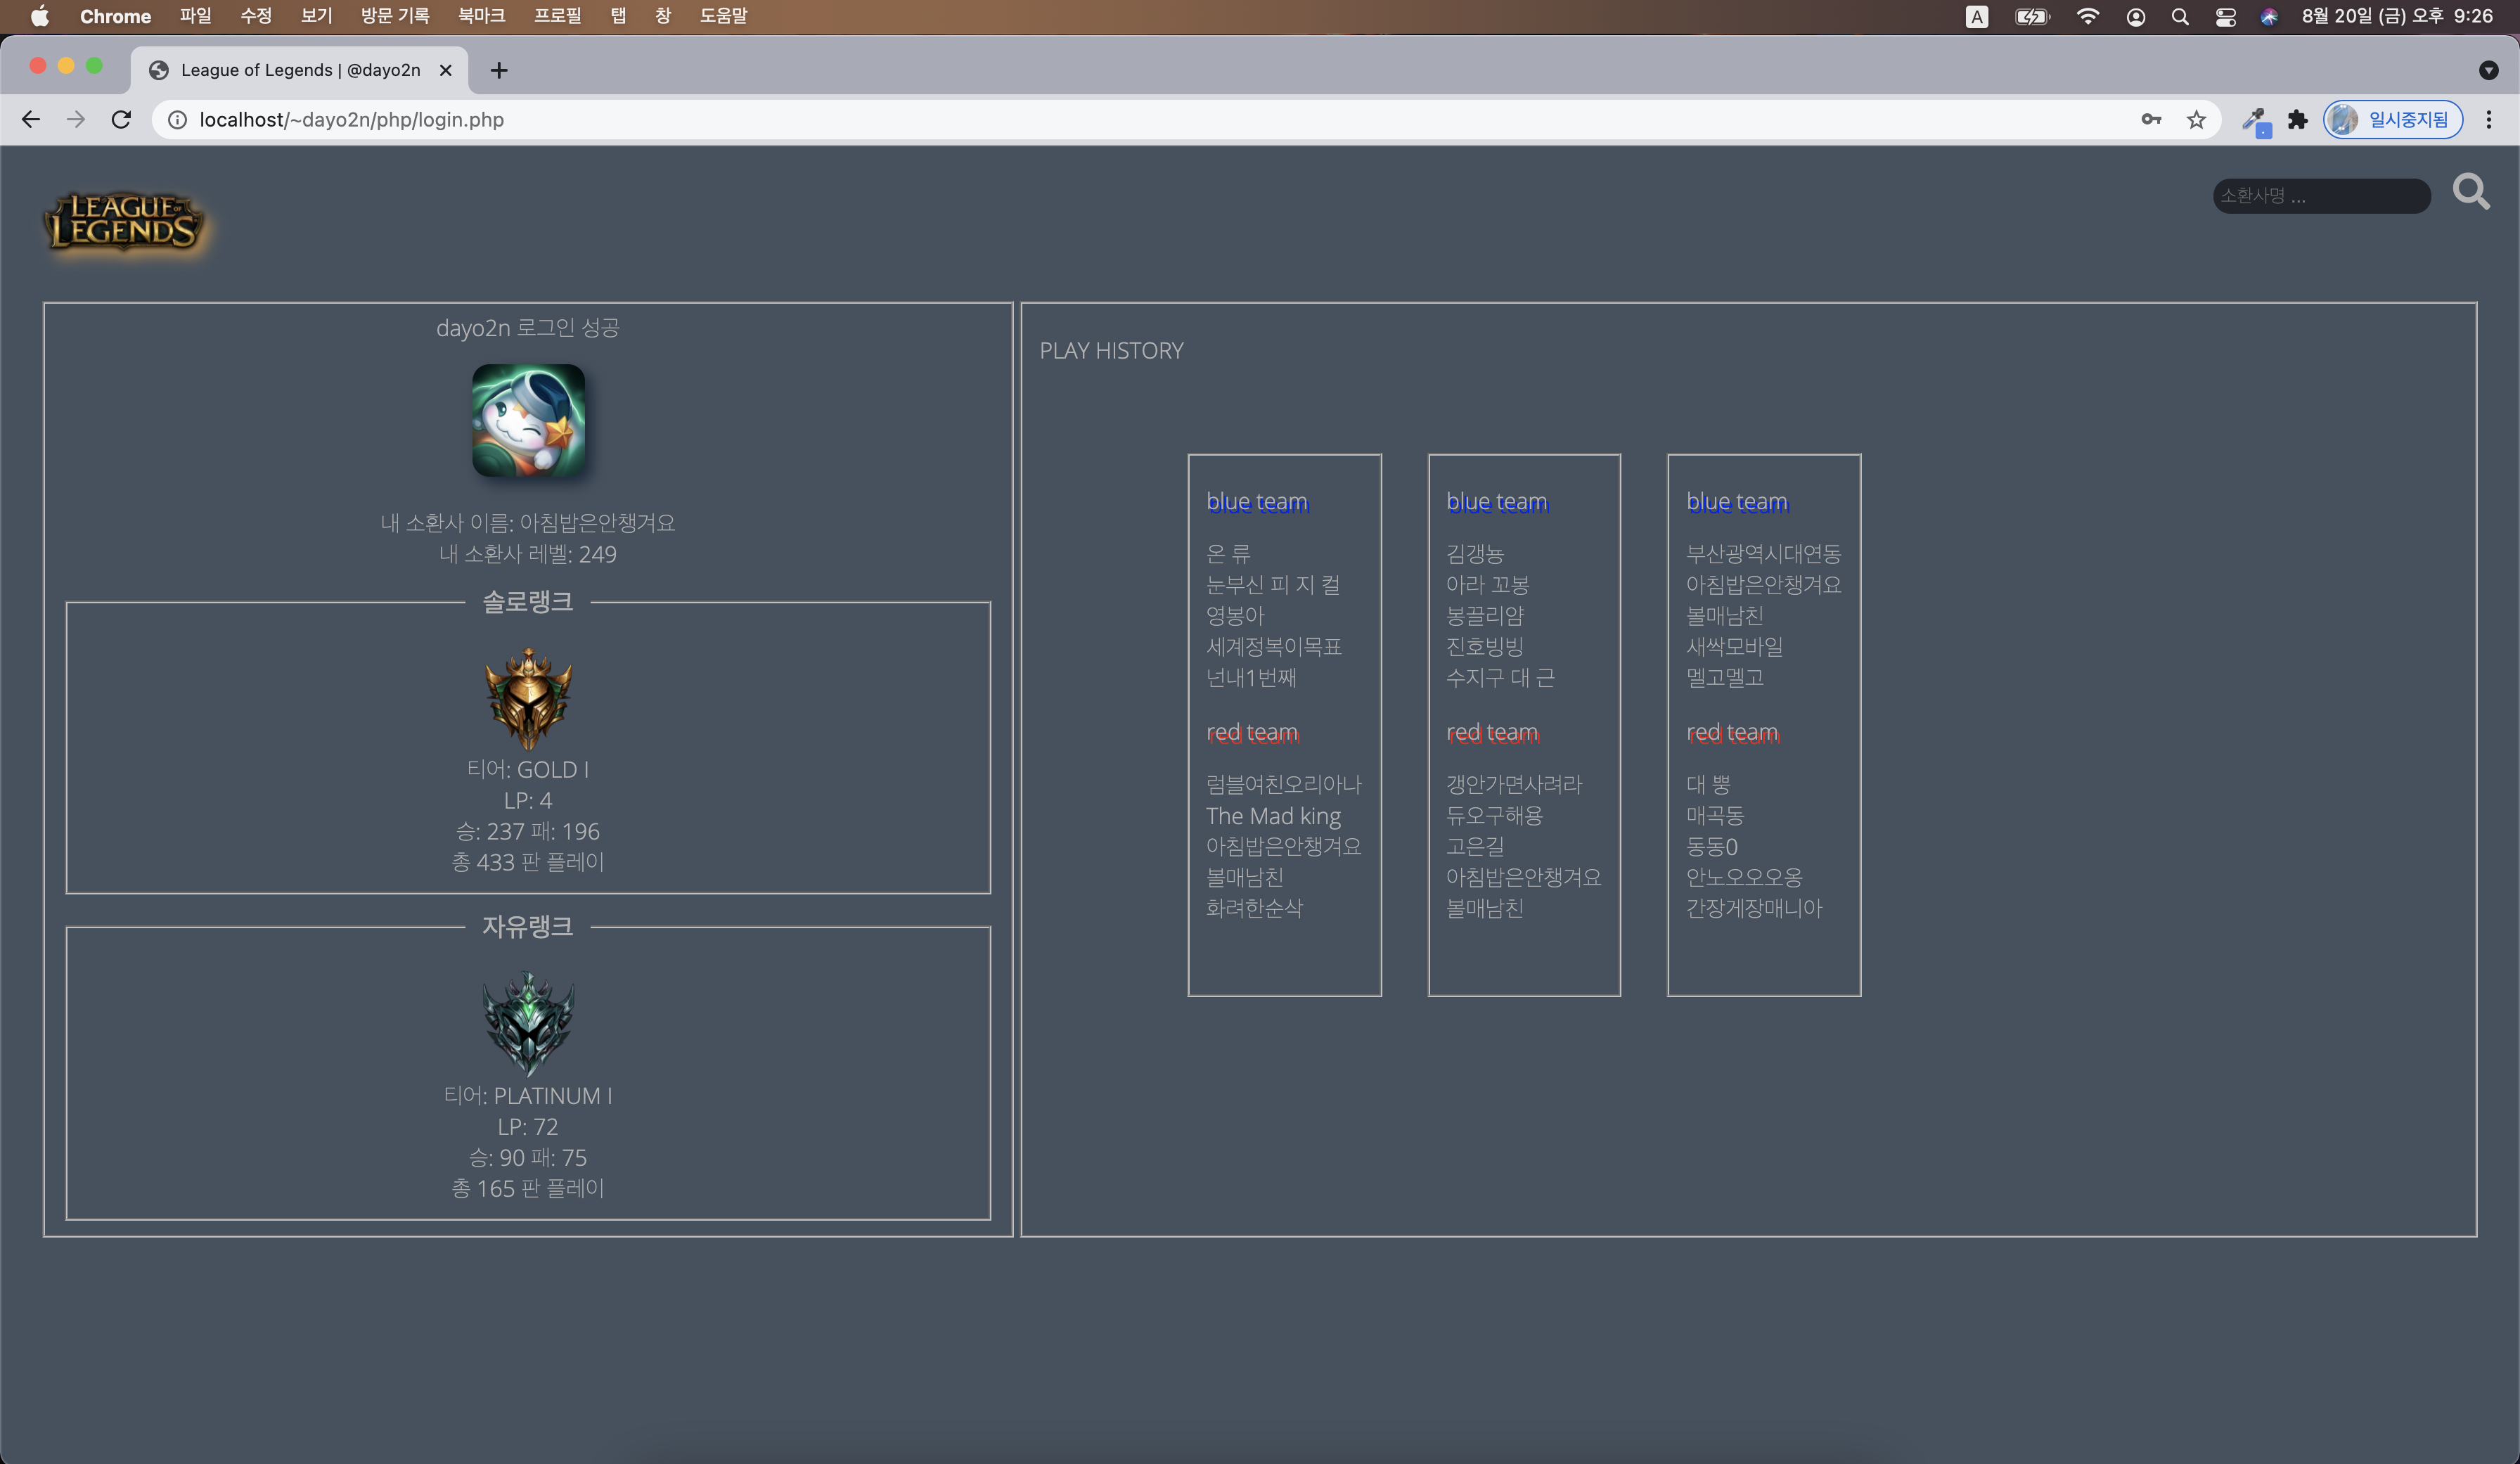 Chrome 파일 수정 보기 방문 기록 북마크 프로필 탭 창 도움말 A 8월 20일 (금) 오후 9:26
League of Legends | @dayo2n
localhost/~dayo2n/php/login.php 일시중지됨
LEAGUE OF LEGENDS
소환사명 ...
dayo2n 로그인 성공
내 소환사 이름: 아침밥은안챙겨요
내 소환사 레벨: 249
솔로랭크
티어: GOLD I
LP: 4
승: 237 패: 196
총 433 판 플레이
자유랭크
티어: PLATINUM I
LP: 72
승: 90 패: 75
총 165 판 플레이
PLAY HISTORY
blue team
온 류
눈부신 피 지 컬
영봉아
세계정복이목표
넌내1번째
red team
럼블여친오리아나
The Mad king
아침밥은안챙겨요
볼매남친
화려한순삭
blue team
김갱뇽
아라 꼬봉
봉끌리얌
진호빙빙
수지구 대 근
red team
갱안가면사려라
듀오구해용
고은길
아침밥은안챙겨요
볼매남친
blue team
부산광역시대연동
아침밥은안챙겨요
볼매남친
새싹모바일
멜고멜고
red team
대 뿡
매곡동
동동0
안노오오오옹
간장게장매니아